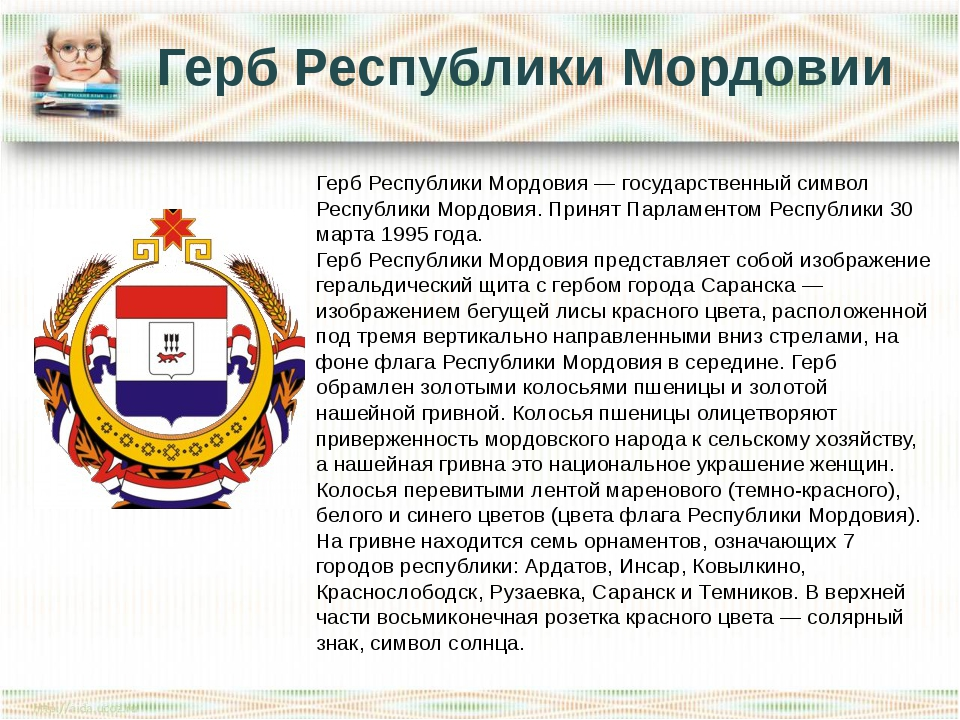 Герб Республики Мордовии
Герб Республики Мордовия — государственный символ
Республики Мордовия. Принят Парламентом Республики 30
марта 1995 года.
Герб Республики Мордовия представляет собой изображение
геральдический щита с гербом города Саранска —
изображением бегущей лисы красного цвета, расположенной
под тремя вертикально направленными вниз стрелами, на
фоне флага Республики Мордовия в середине. Герб
обрамлен золотыми колосьями пшеницы и золотой
нашейной гривной. Колосья пшеницы олицетворяют
приверженность мордовского народа к сельскому хозяйству,
а нашейная гривна это национальное украшение женщин.
Колосья перевитыми лентой маренового (темно-красного),
белого и синего цветов (цвета флага Республики Мордовия).
На гривне находится семь орнаментов, означающих 7
городов республики: Ардатов, Инсар, Ковылкино,
Краснослободск, Рузаевка, Саранск и Темников. В верхней
части восьмиконечная розетка красного цвета — солярный
знак, символ солнца.